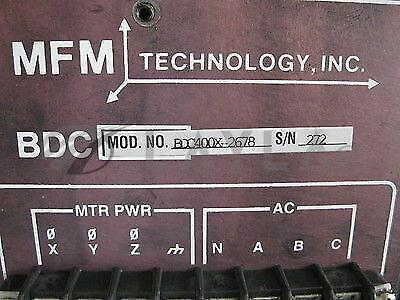 MFM TECHNOLOGY, INC.
BDC MOD. NO. BDC400X-2678 S/N 272
MTR PWR AC
Ø Ø Ø
X Y Z N A B C